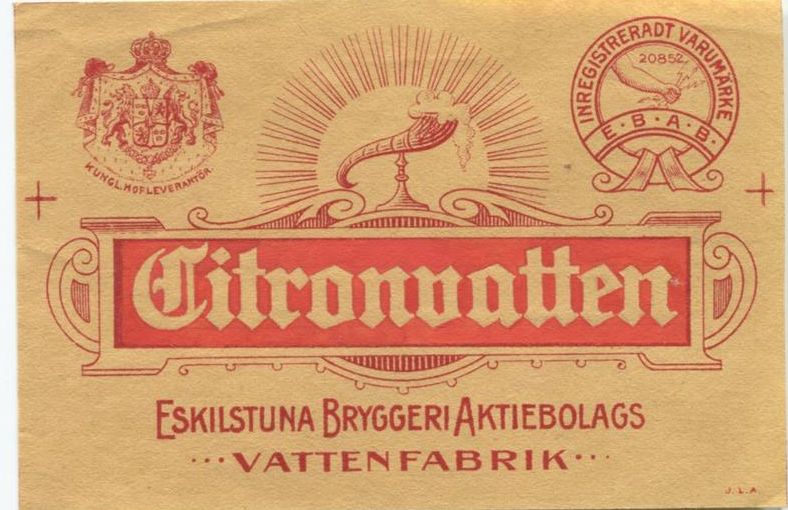 KUNGL. HOFLEVERANTÖR.
INREGISTRERADT VARUMÄRKE
20852
E·B·A·B·
Citronvatten
ESKILSTUNA BRYGGERI AKTIEBOLAGS
···VATTENFABRIK···
J. L. A